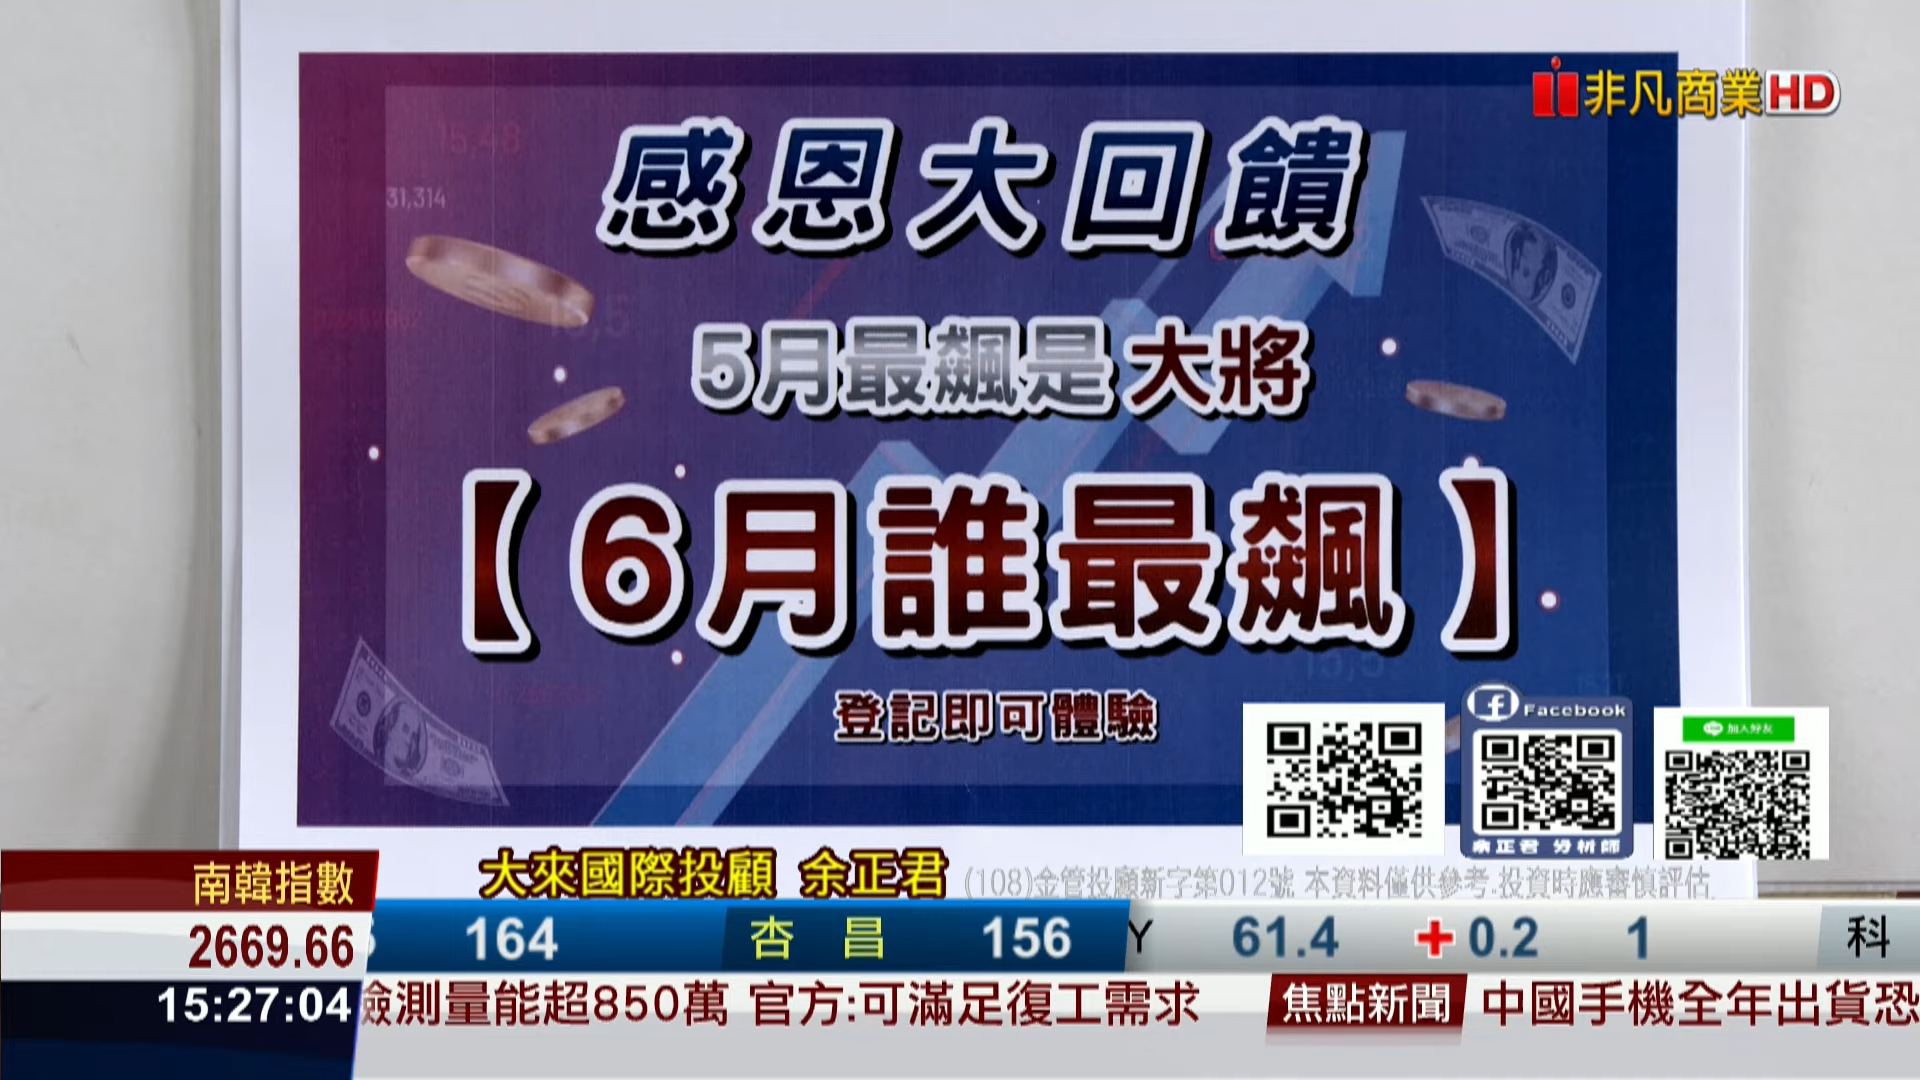 非凡商業HD
感恩大回饋
5月最飆是大將
【6月誰最飆】
登記即可體驗
Facebook
加入好友
余正君 分析師
大來國際投顧 余正君
(108)金管投顧新字第012號 本資料僅供參考.投資時應審慎評估
南韓指數
2669.66
164 杏昌 156 Y 61.4 +0.2 1 科
15:27:04
測量能超850萬 官方:可滿足復工需求 焦點新聞 中國手機全年出貨恐